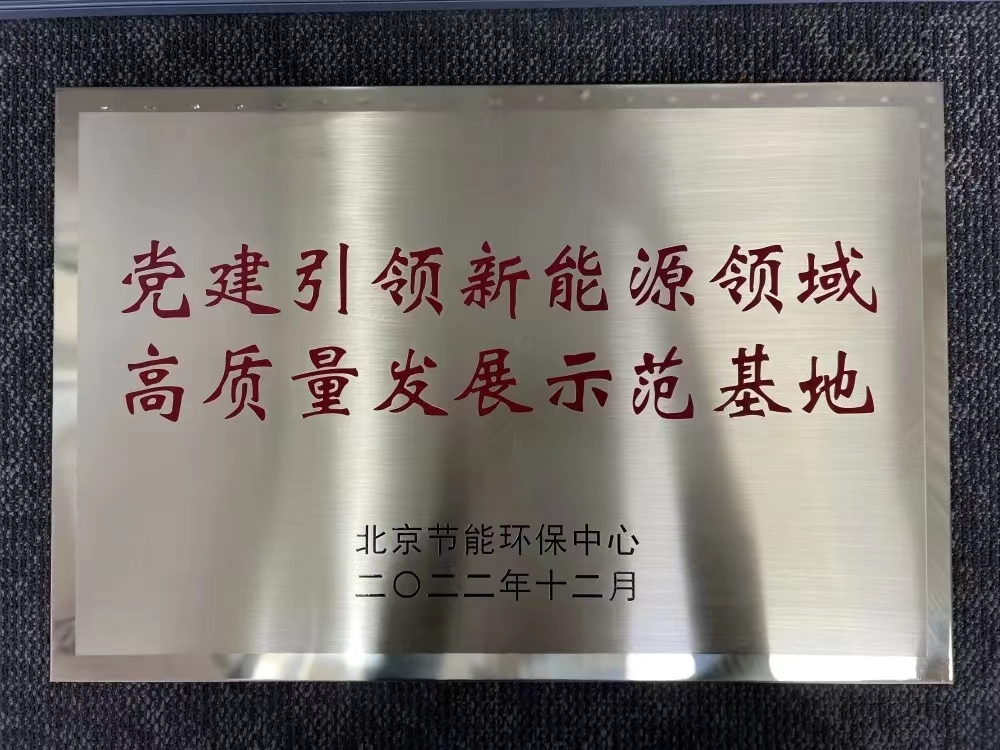 党建引领新能源领域
高质量发展示范基地
北京节能环保中心
二〇二二年十二月